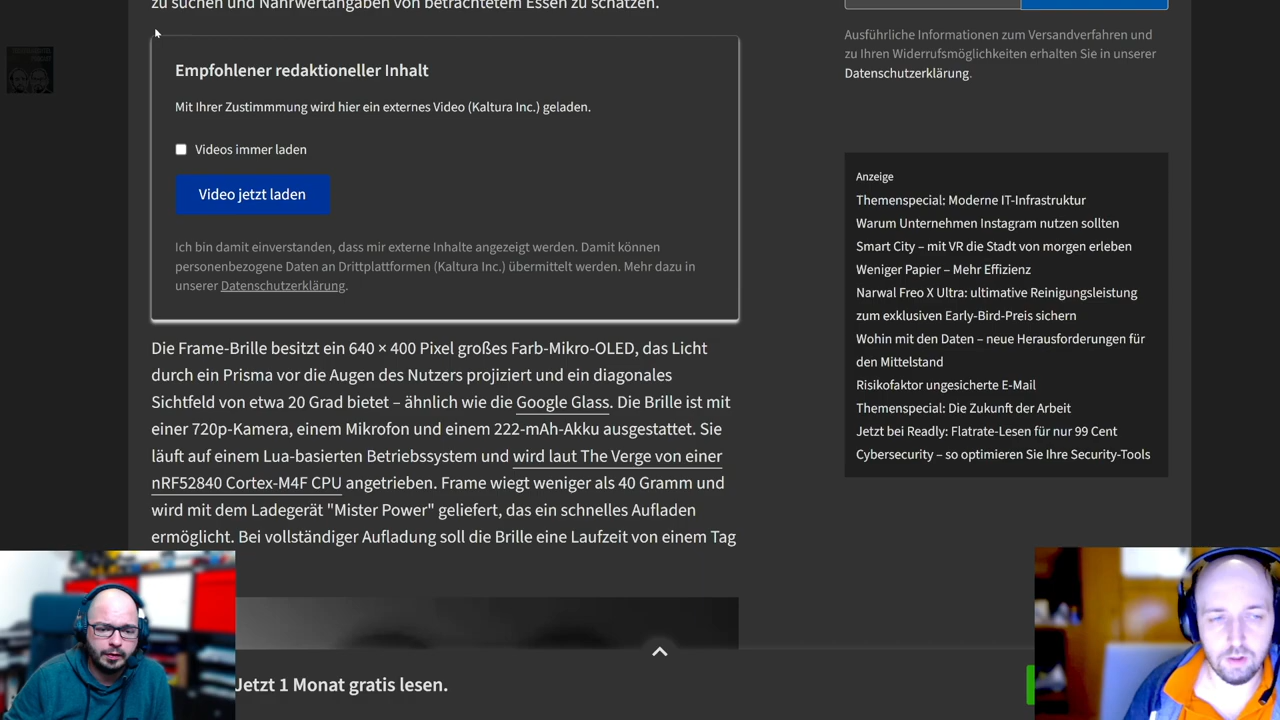 zu suchen und Nährwertangaben von betrachtetem Essen zu schätzen.
Empfohlener redaktioneller Inhalt
Mit Ihrer Zustimmmung wird hier ein externes Video (Kaltura Inc.) geladen.
Videos immer laden
Video jetzt laden
Ich bin damit einverstanden, dass mir externe Inhalte angezeigt werden. Damit können
personenbezogene Daten an Drittplattformen (Kaltura Inc.) übermittelt werden. Mehr dazu in
unserer Datenschutzerklärung.
Die Frame-Brille besitzt ein 640 × 400 Pixel großes Farb-Mikro-OLED, das Licht
durch ein Prisma vor die Augen des Nutzers projiziert und ein diagonales
Sichtfeld von etwa 20 Grad bietet – ähnlich wie die Google Glass. Die Brille ist mit
einer 720p-Kamera, einem Mikrofon und einem 222-mAh-Akku ausgestattet. Sie
läuft auf einem Lua-basierten Betriebssystem und wird laut The Verge von einer
nRF52840 Cortex-M4F CPU angetrieben. Frame wiegt weniger als 40 Gramm und
wird mit dem Ladegerät "Mister Power" geliefert, das ein schnelles Aufladen
ermöglicht. Bei vollständiger Aufladung soll die Brille eine Laufzeit von einem Tag
Jetzt 1 Monat gratis lesen.
Ausführliche Informationen zum Versandverfahren und
zu Ihren Widerrufsmöglichkeiten erhalten Sie in unserer
Datenschutzerklärung.
Anzeige
Themenspecial: Moderne IT-Infrastruktur
Warum Unternehmen Instagram nutzen sollten
Smart City – mit VR die Stadt von morgen erleben
Weniger Papier – Mehr Effizienz
Narwal Freo X Ultra: ultimative Reinigungsleistung
zum exklusiven Early-Bird-Preis sichern
Wohin mit den Daten – neue Herausforderungen für
den Mittelstand
Risikofaktor ungesicherte E-Mail
Themenspecial: Die Zukunft der Arbeit
Jetzt bei Readly: Flatrate-Lesen für nur 99 Cent
Cybersecurity – so optimieren Sie Ihre Security-Tools